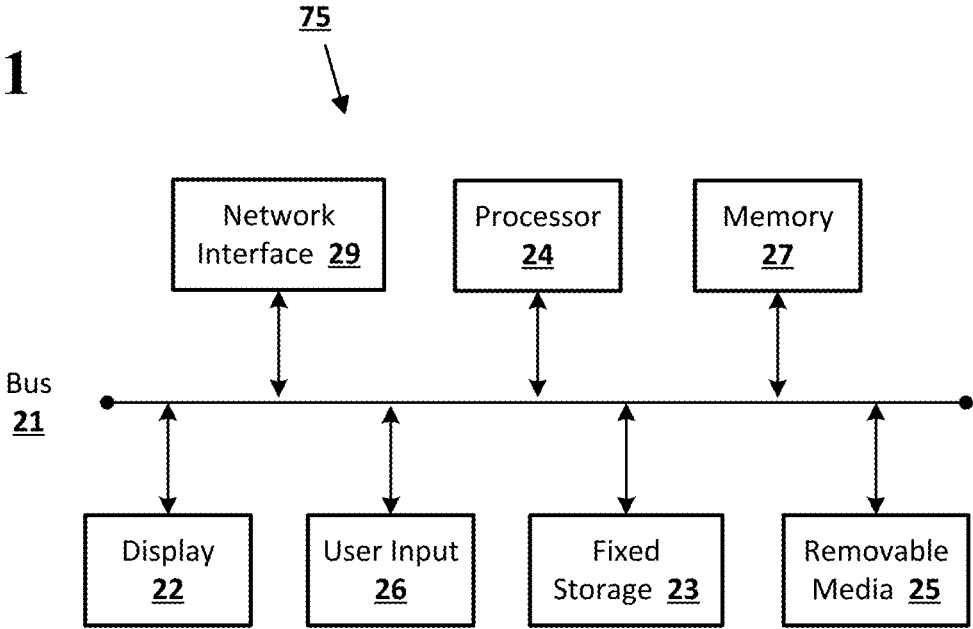 75
1
Network
Interface 29
Processor
24
Memory
27
Bus
21
Display
22
User Input
26
Fixed
Storage 23
Removable
Media 25